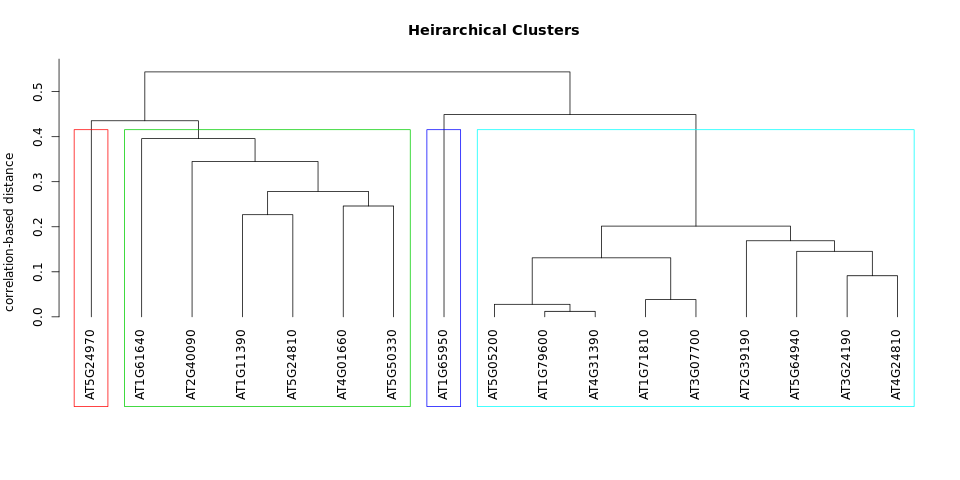 Heirarchical Clusters
correlation-based distance
0.5
0.4
0.3
0.2
0.1
0.0
AT5G24970
AT1G61640
AT2G40090
AT1G11390
AT5G24810
AT4G01660
AT5G50330
AT1G65950
AT5G05200
AT1G79600
AT4G31390
AT1G71810
AT3G07700
AT2G39190
AT5G64940
AT3G24190
AT4G24810